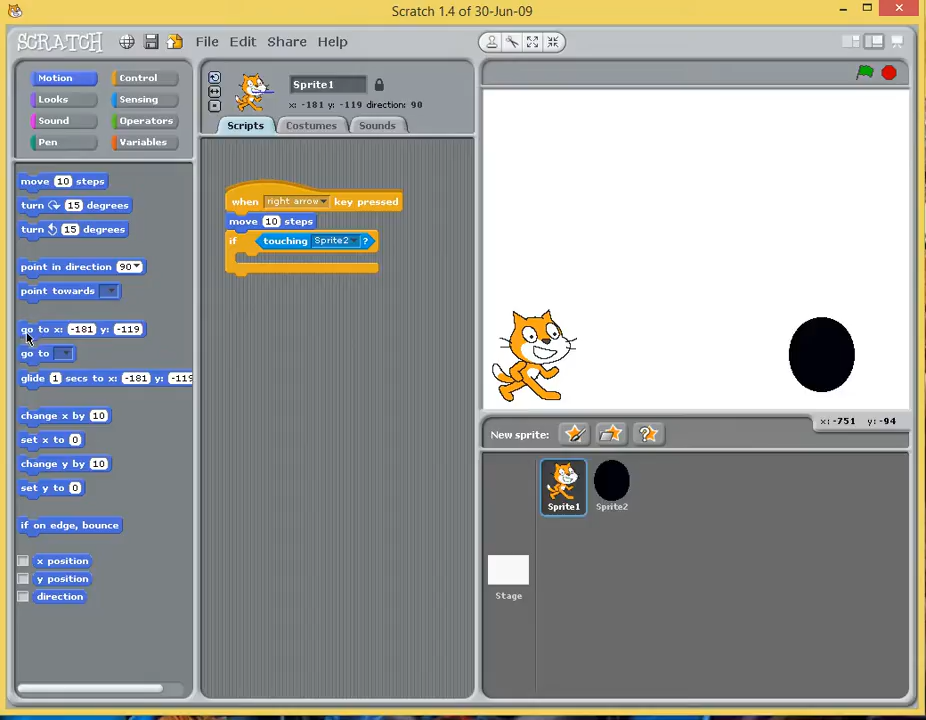 Scratch 1.4 of 30-Jun-09
SCRATCH File Edit Share Help
Motion Control
Looks Sensing
Sound Operators
Pen Variables
Sprite1
x: -181 y: -119 direction: 90
Scripts Costumes Sounds
move 10 steps
turn 15 degrees
turn 15 degrees
point in direction 90
point towards
go to x: -181 y: -119
go to
glide 1 secs to x: -181 y: -119
change x by 10
set x to 0
change y by 10
set y to 0
if on edge, bounce
x position
y position
direction
when right arrow key pressed
move 10 steps
if touching Sprite2 ?
x: -751 y: -94
New sprite:
Sprite1 Sprite2
Stage